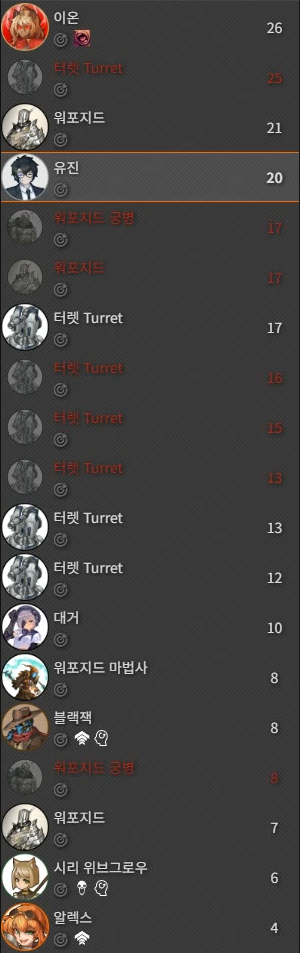 이온
26
터렛 Turret
25
워포지드
21
유진
20
워포지드 궁병
17
워포지드
17
터렛 Turret
17
터렛 Turret
16
터렛 Turret
15
터렛 Turret
13
터렛 Turret
13
터렛 Turret
12
대거
10
워포지드 마법사
8
블랙잭
8
워포지드 궁병
8
워포지드
7
시리 위브그로우
6
알렉스
4